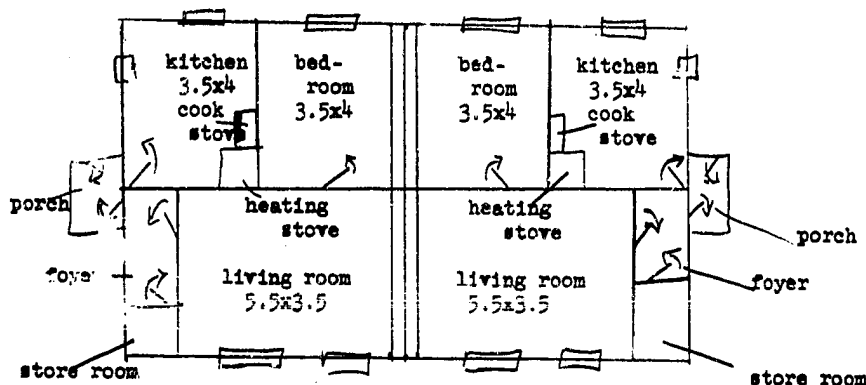 kitchen
3.5x4
cook
stove
bed-
room
3.5x4
bed-
room
3.5x4
kitchen
3.5x4
cook
stove
porch
heating
stove
heating
stove
porch
foyer
living room
5.5x3.5
living room
5.5x3.5
foyer
store room
store room